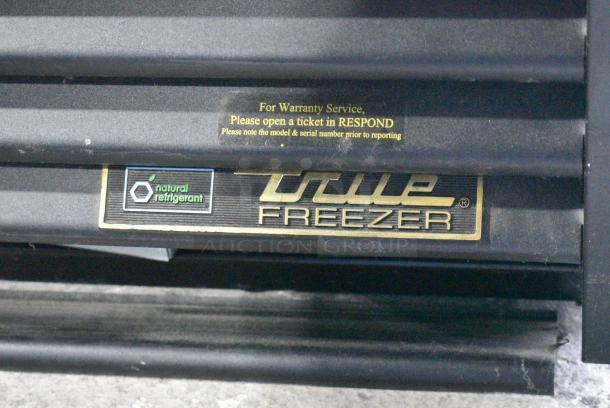 For Warranty Service,
Please open a ticket in RESPOND
Please note the model & serial number prior to reporting
natural
refrigerant
True
FREEZER
®
AUCTION GROUP